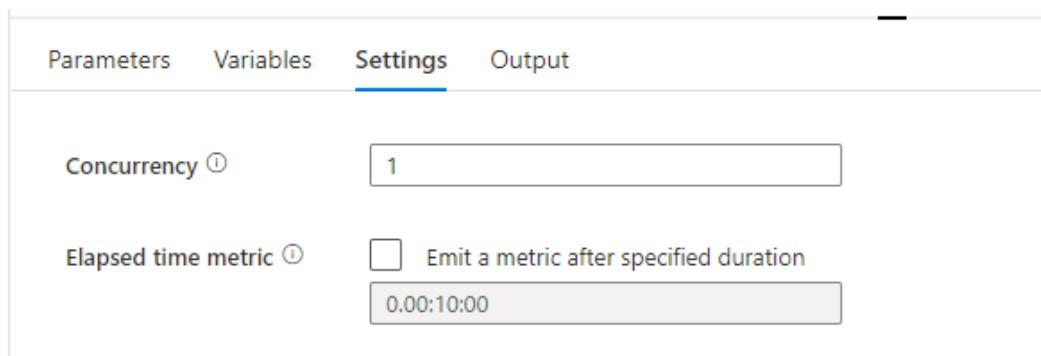 Parameters Variables Settings Output
Concurrency 1
Elapsed time metric Emit a metric after specified duration
0.00:10:00